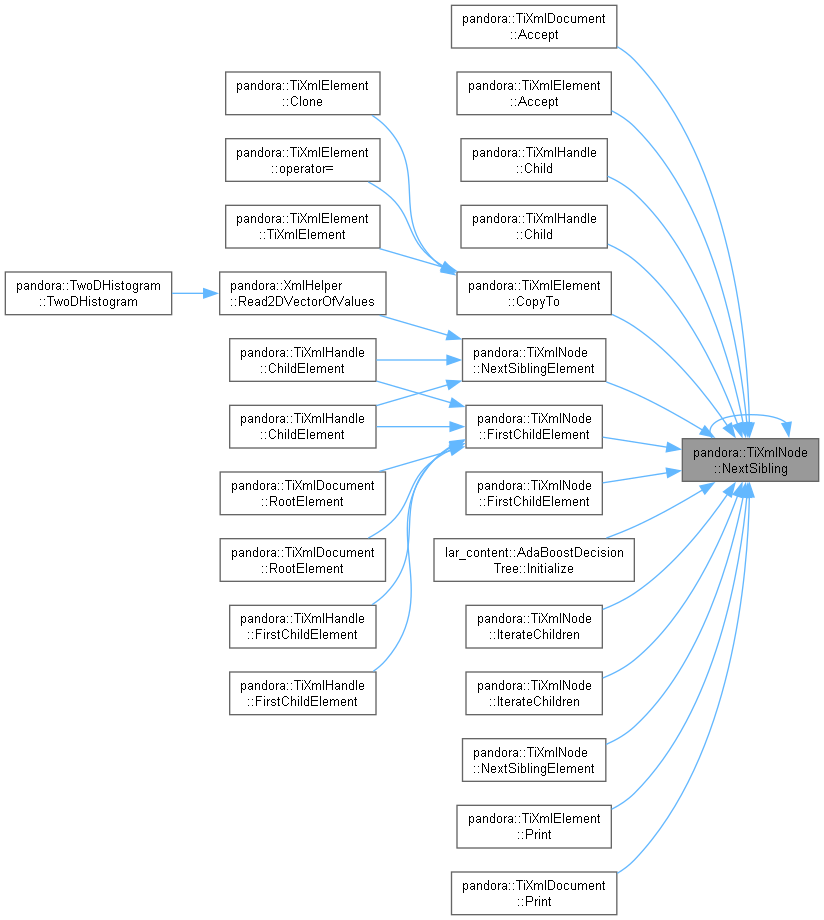 pandora::TiXmlDocument
::Accept
pandora::TiXmlElement
::Clone
pandora::TiXmlElement
::Accept
pandora::TiXmlElement
::operator=
pandora::TiXmlHandle
::Child
pandora::TiXmlElement
::TiXmlElement
pandora::TiXmlHandle
::Child
pandora::TwoDHistogram
::TwoDHistogram
pandora::XmlHelper
::Read2DVectorOfValues
pandora::TiXmlElement
::CopyTo
pandora::TiXmlHandle
::ChildElement
pandora::TiXmlNode
::NextSiblingElement
pandora::TiXmlHandle
::ChildElement
pandora::TiXmlNode
::FirstChildElement
pandora::TiXmlNode
::NextSibling
pandora::TiXmlDocument
::RootElement
pandora::TiXmlNode
::FirstChildElement
pandora::TiXmlDocument
::RootElement
lar_content::AdaBoostDecision
Tree::Initialize
pandora::TiXmlHandle
::FirstChildElement
pandora::TiXmlNode
::IterateChildren
pandora::TiXmlHandle
::FirstChildElement
pandora::TiXmlNode
::IterateChildren
pandora::TiXmlNode
::NextSiblingElement
pandora::TiXmlElement
::Print
pandora::TiXmlDocument
::Print